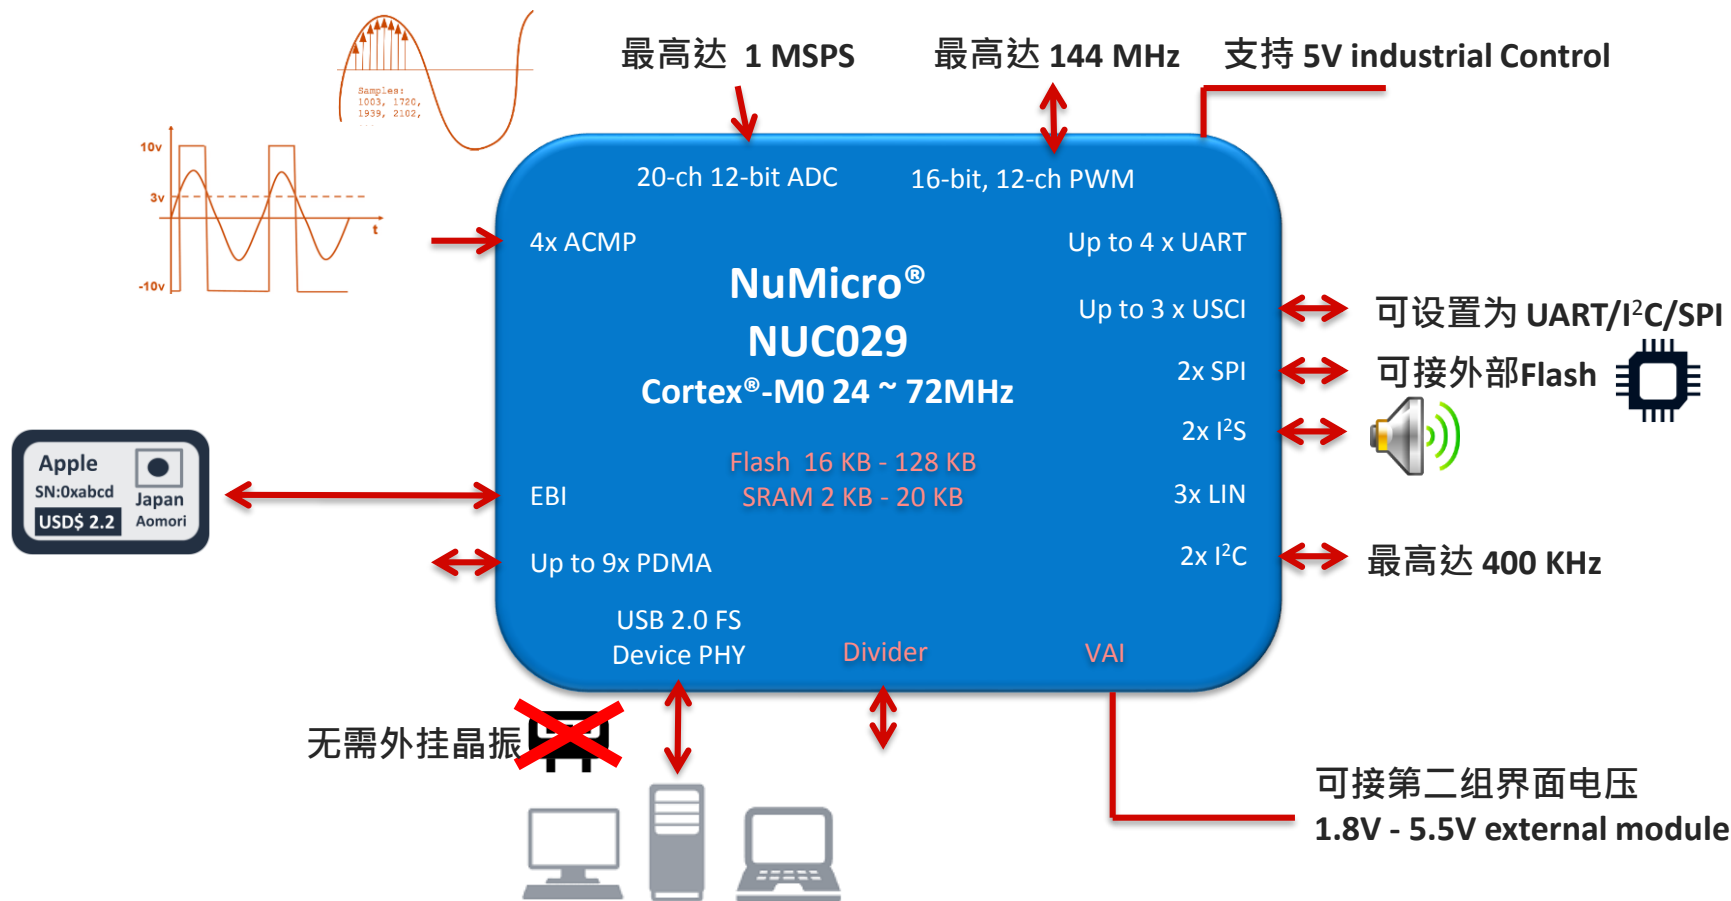 最高达 1 MSPS
最高达 144 MHz
支持 5V industrial Control
Samples:
1003, 1720,
1939, 2102,
10v
3v
t
-10v
20-ch 12-bit ADC
16-bit, 12-ch PWM
4x ACMP
Up to 4 x UART
NuMicro®
NUC029
Cortex®-M0 24 ~ 72MHz
Up to 3 x USCI
可设置为 UART/I²C/SPI
2x SPI
可接外部Flash
2x I²S
Flash 16 KB - 128 KB
SRAM 2 KB - 20 KB
Apple
SN:0xabcd
USD$ 2.2
Japan
Aomori
EBI
3x LIN
Up to 9x PDMA
2x I²C
最高达 400 KHz
USB 2.0 FS
Device PHY
Divider
VAI
无需外挂晶振
可接第二组界面电压
1.8V - 5.5V external module